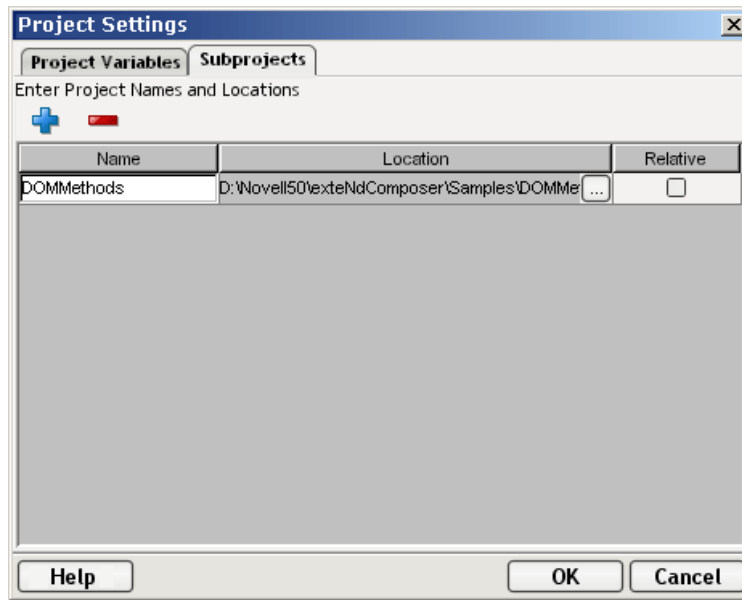 Project Settings
Project Variables Subprojects
Enter Project Names and Locations
Name Location Relative
DOMMethods D:\Novell50\exteNdComposer\Samples\DOMMe ...
Help OK Cancel